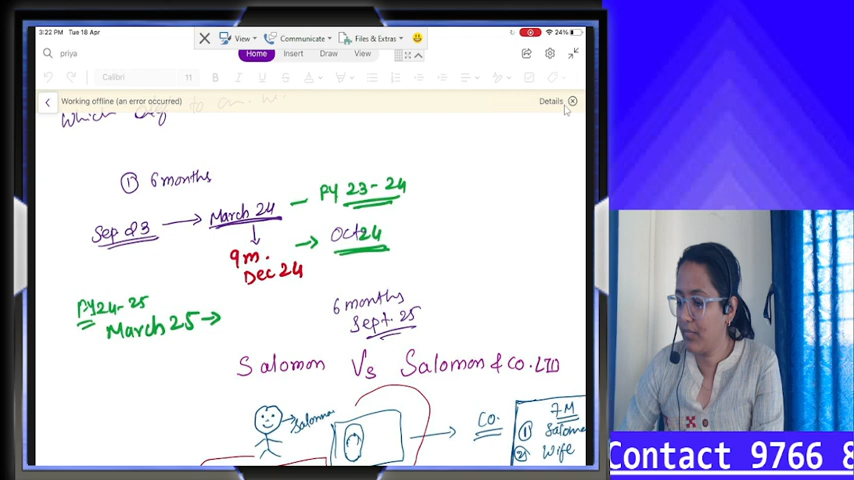 3:22 PM Tue 18 Apr
24%
View Communicate Files & Extras
priya
Home Insert Draw View
Calibri 11
Working offline (an error occurred) Details
which
① 6 months
Sep 23 → March 24 – PY 23-24
9m. → Oct 24
Dec 24
PY 24-25
March 25 →
6 months
Sept. 25
Salomon Vs Salomon & Co. LTD
Salomon
CO.
7M
① Salomo
② Wife
Contact 9766 8